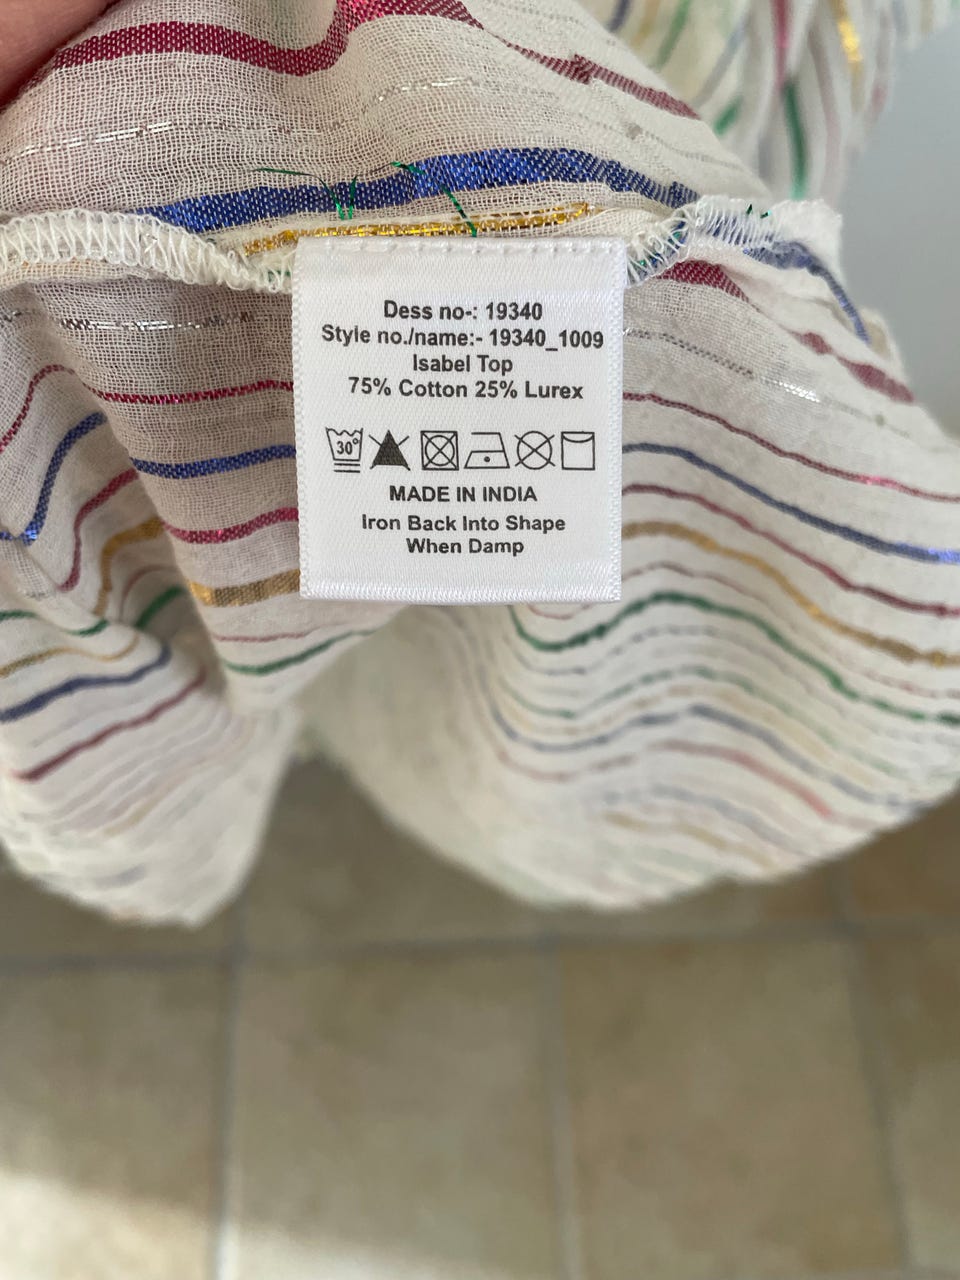 Dess no-: 19340
Style no./name:- 19340_1009
Isabel Top
75% Cotton 25% Lurex
30°
MADE IN INDIA
Iron Back Into Shape
When Damp